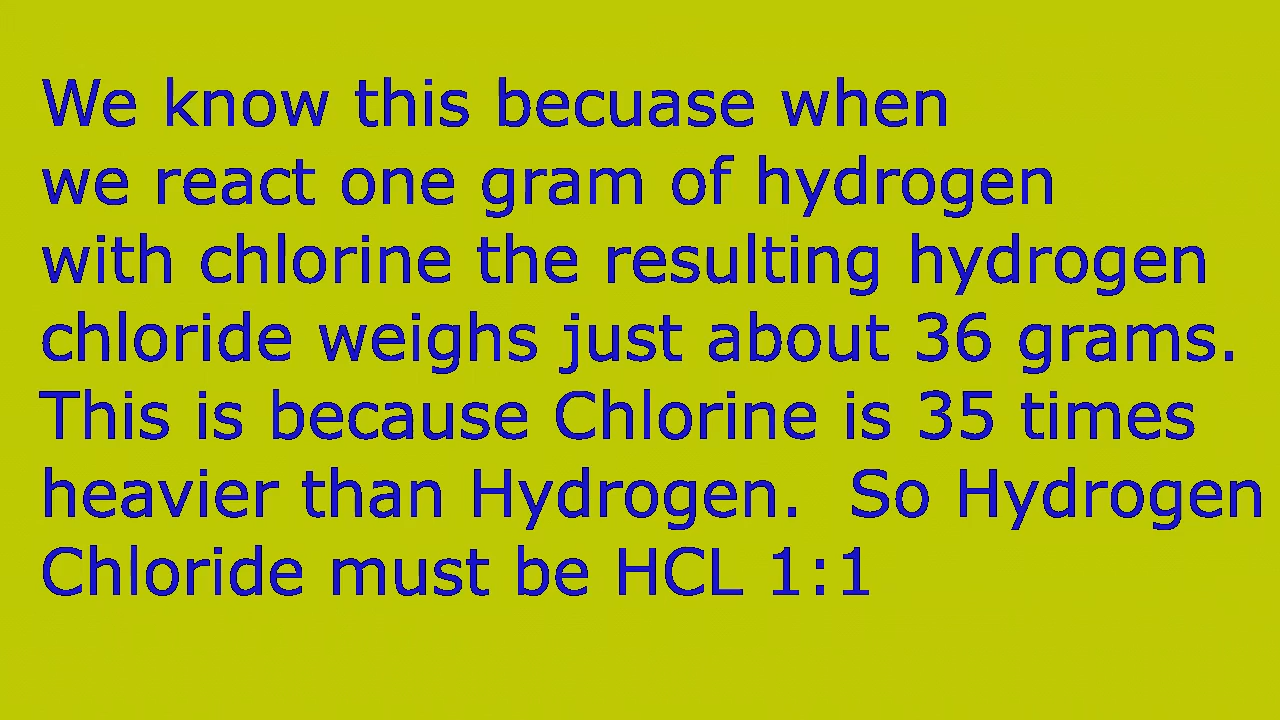 We know this becuase when
we react one gram of hydrogen
with chlorine the resulting hydrogen
chloride weighs just about 36 grams.
This is because Chlorine is 35 times
heavier than Hydrogen.  So Hydrogen
Chloride must be HCL 1:1